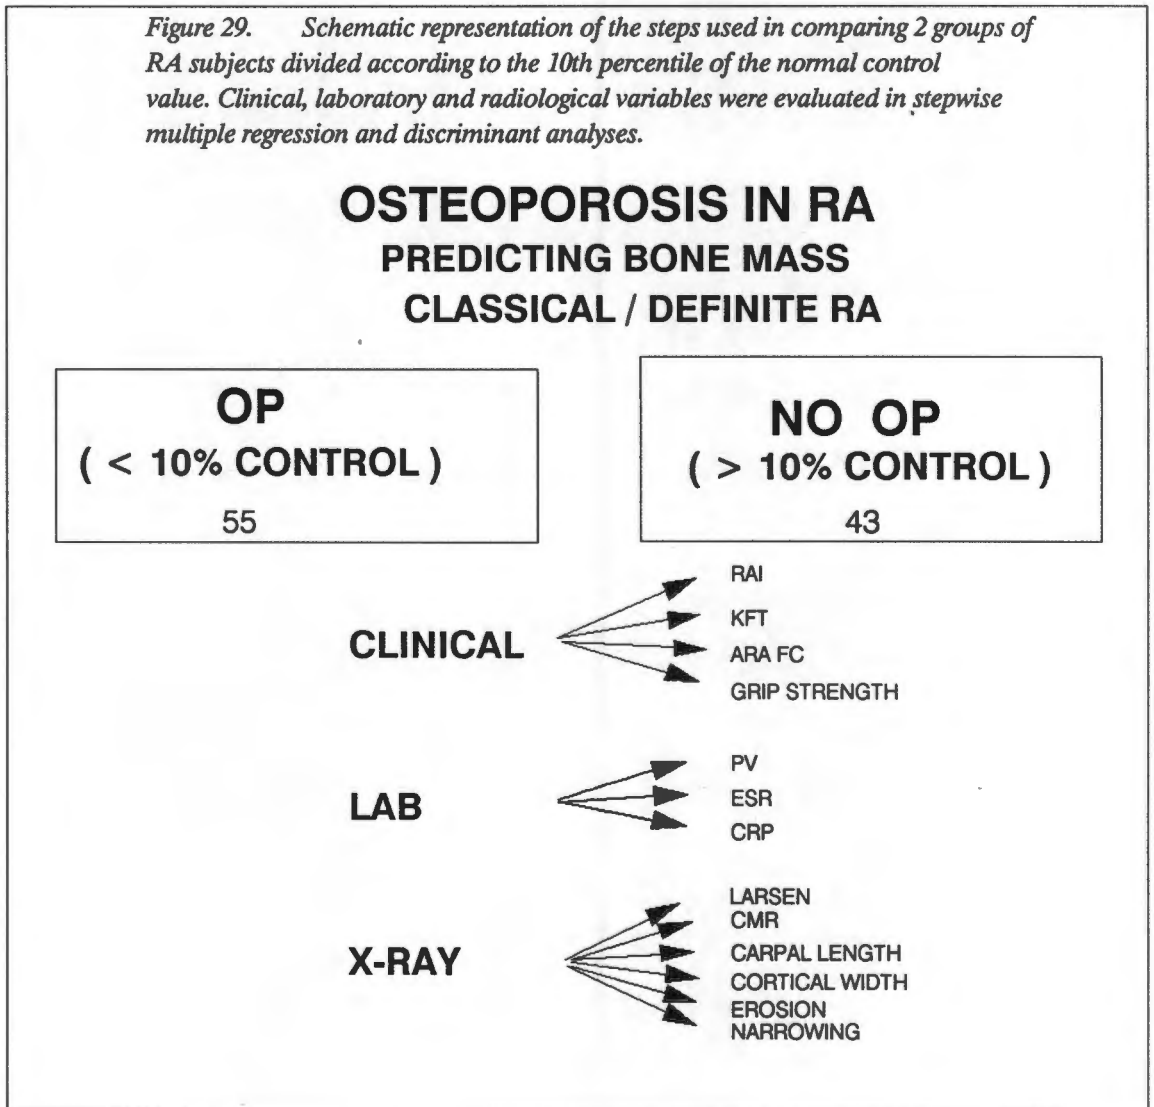 Figure 29. Schematic representation of the steps used in comparing 2 groups of
RA subjects divided according to the 10th percentile of the normal control
value. Clinical, laboratory and radiological variables were evaluated in stepwise
multiple regression and discriminant analyses.
OSTEOPOROSIS IN RA
PREDICTING BONE MASS
CLASSICAL / DEFINITE RA
OP
( < 10% CONTROL )
55
NO OP
( > 10% CONTROL )
43
CLINICAL
RAI
KFT
ARA FC
GRIP STRENGTH
LAB
PV
ESR
CRP
X-RAY
LARSEN
CMR
CARPAL LENGTH
CORTICAL WIDTH
EROSION
NARROWING